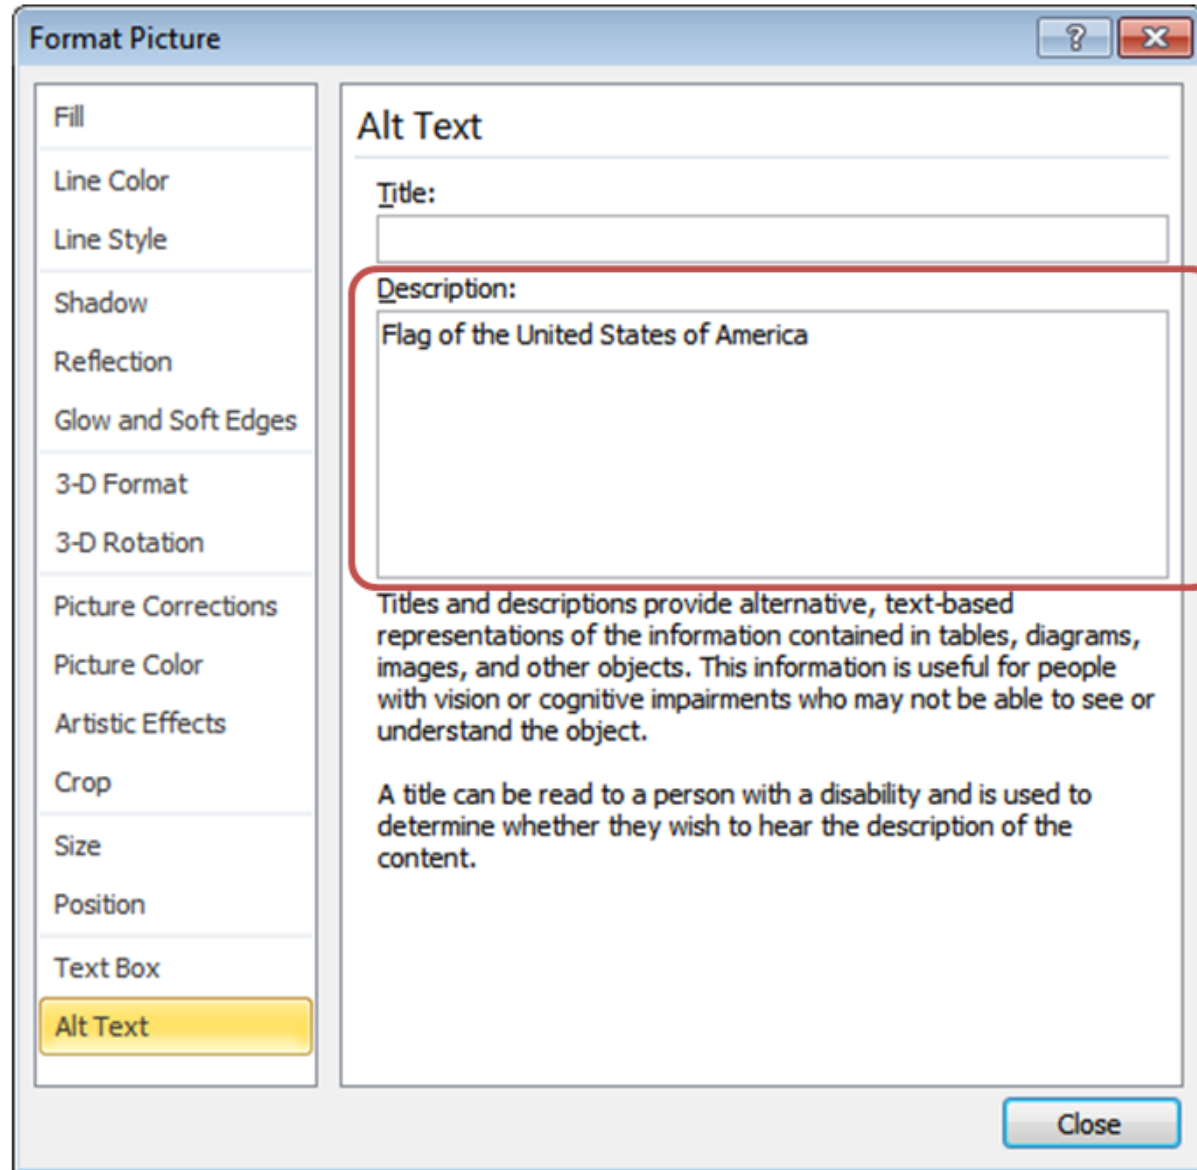 Format Picture
Fill
Line Color
Line Style
Shadow
Reflection
Glow and Soft Edges
3-D Format
3-D Rotation
Picture Corrections
Picture Color
Artistic Effects
Crop
Size
Position
Text Box
Alt Text
Alt Text
Title:
Description:
Flag of the United States of America
Titles and descriptions provide alternative, text-based
representations of the information contained in tables, diagrams,
images, and other objects. This information is useful for people
with vision or cognitive impairments who may not be able to see or
understand the object.
A title can be read to a person with a disability and is used to
determine whether they wish to hear the description of the
content.
Close